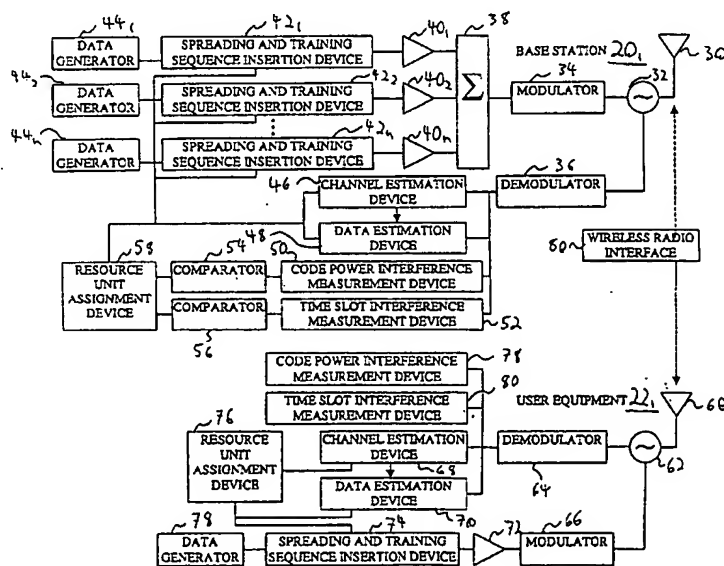 44₁
42₁
40₁
38
DATA
GENERATOR
SPREADING AND TRAINING
SEQUENCE INSERTION DEVICE
BASE STATION 20₁
30
34
32
44₂
42₂
40₂
DATA
GENERATOR
SPREADING AND TRAINING
SEQUENCE INSERTION DEVICE
Σ
MODULATOR
44ₙ
42ₙ
40ₙ
DATA
GENERATOR
SPREADING AND TRAINING
SEQUENCE INSERTION DEVICE
36
46
CHANNEL ESTIMATION
DEVICE
DEMODULATOR
48
DATA ESTIMATION
DEVICE
58
54
50
80
WIRELESS RADIO
INTERFACE
RESOURCE
UNIT
ASSIGNMENT
DEVICE
COMPARATOR
CODE POWER INTERFERENCE
MEASUREMENT DEVICE
COMPARATOR
TIME SLOT INTERFERENCE
MEASUREMENT DEVICE
56
52
CODE POWER INTERFERENCE
MEASUREMENT DEVICE
78
TIME SLOT INTERFERENCE
MEASUREMENT DEVICE
80
USER EQUIPMENT 22₁
60
76
RESOURCE
UNIT
ASSIGNMENT
DEVICE
CHANNEL ESTIMATION
DEVICE
68
DEMODULATOR
64
62
DATA ESTIMATION
DEVICE
70
78
74
72
66
DATA
GENERATOR
SPREADING AND TRAINING
SEQUENCE INSERTION DEVICE
MODULATOR